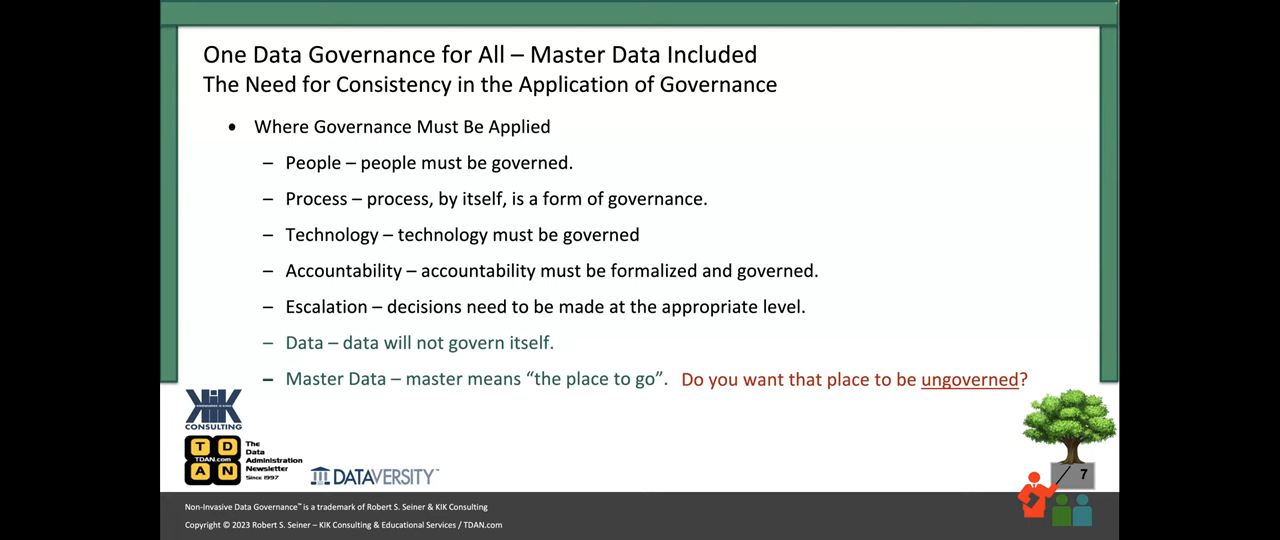 One Data Governance for All – Master Data Included
The Need for Consistency in the Application of Governance
• Where Governance Must Be Applied
– People – people must be governed.
– Process – process, by itself, is a form of governance.
– Technology – technology must be governed
– Accountability – accountability must be formalized and governed.
– Escalation – decisions need to be made at the appropriate level.
– Data – data will not govern itself.
– Master Data – master means “the place to go”. Do you want that place to be ungoverned?
KIK
CONSULTING
T D
TDAN.com
A N
The
Data
Administration
Newsletter
Since 1997
DATAVERSITY™
7
Non-Invasive Data Governance™ is a trademark of Robert S. Seiner & KIK Consulting
Copyright © 2023 Robert S. Seiner – KIK Consulting & Educational Services / TDAN.com